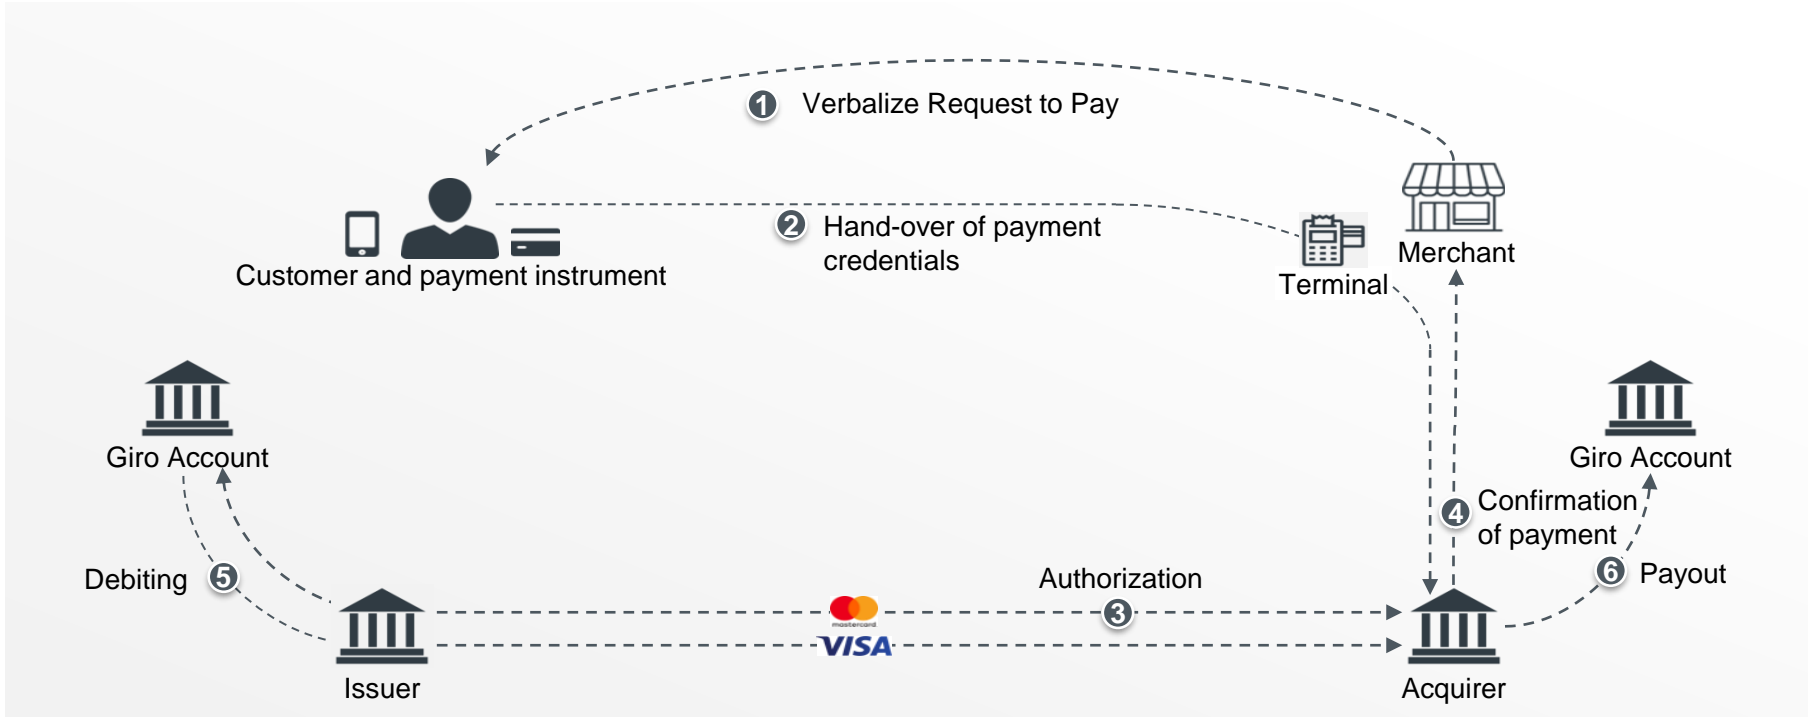 1 Verbalize Request to Pay
2 Hand-over of payment
credentials
Customer and payment instrument
Terminal
Merchant
Giro Account
Giro Account
4 Confirmation
of payment
Debiting 5
Authorization
3
6 Payout
mastercard
VISA
Issuer
Acquirer